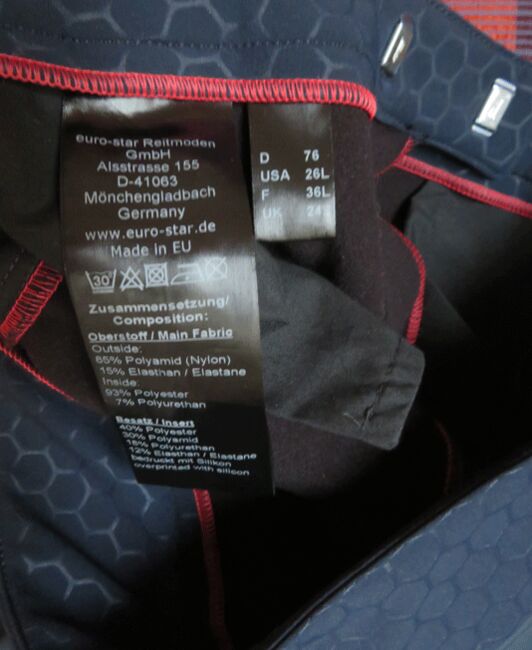 euro-star Reitmoden
GmbH
Alsstrasse 155
D-41063
Mönchengladbach
Germany
www.euro-star.de
Made in EU
30
Zusammensetzung/
Composition:
Oberstoff / Main Fabric
Outside:
85% Polyamid (Nylon)
15% Elasthan / Elastane
Inside:
93% Polyester
7% Polyurethan
Besatz / Insert
40% Polyester
30% Polyamid
18% Polyurethan
12% Elasthan / Elastane
bedruckt mit Silikon
overprinted with silicon
D 76
USA 26L
F 36L
UK